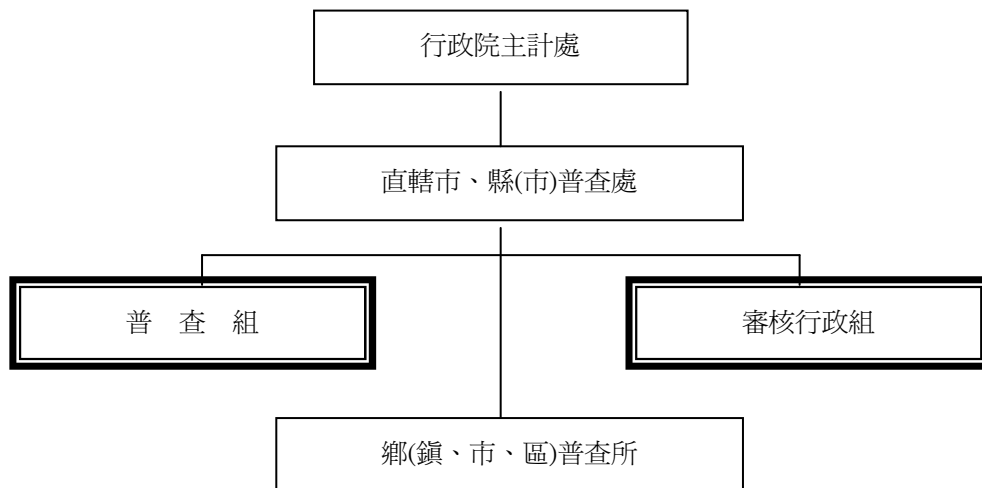 行政院主計處
直轄市、縣(市)普查處
普 查 組
審核行政組
鄉(鎮、市、區)普查所